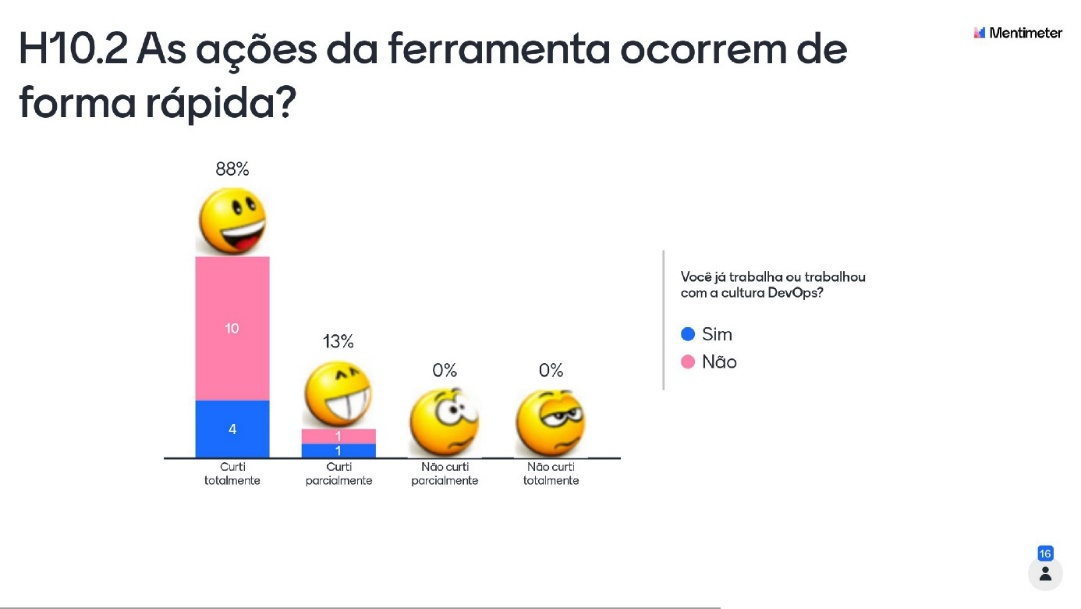 H10.2 As ações da ferramenta ocorrem de
forma rápida?
Mentimeter
88%
10
4
13%
1
1
0%
0%
Curti
totalmente
Curti
parcialmente
Não curti
parcialmente
Não curti
totalmente
Você já trabalha ou trabalhou
com a cultura DevOps?
Sim
Não
16